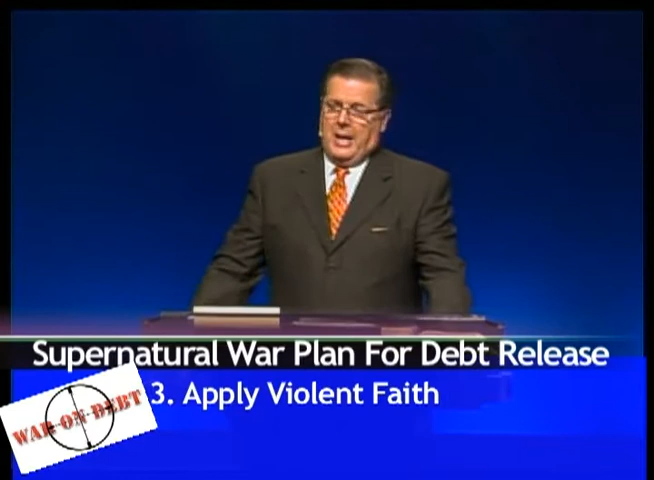 Supernatural War Plan For Debt Release
3. Apply Violent Faith
WAR ON DEBT